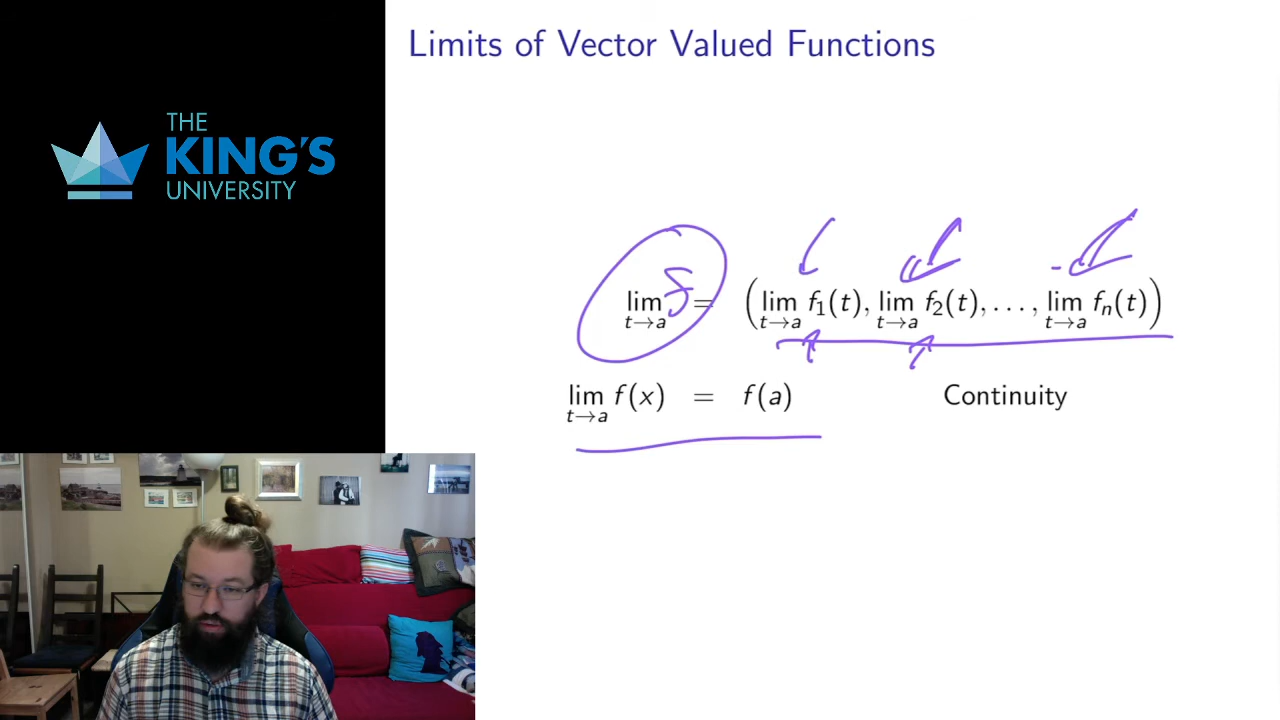 Limits of Vector Valued Functions
THE
KING'S
UNIVERSITY
lim t→a f = (lim t→a f₁(t), lim t→a f₂(t), . . . , lim t→a fₙ(t))
lim t→a f(x) = f(a) Continuity